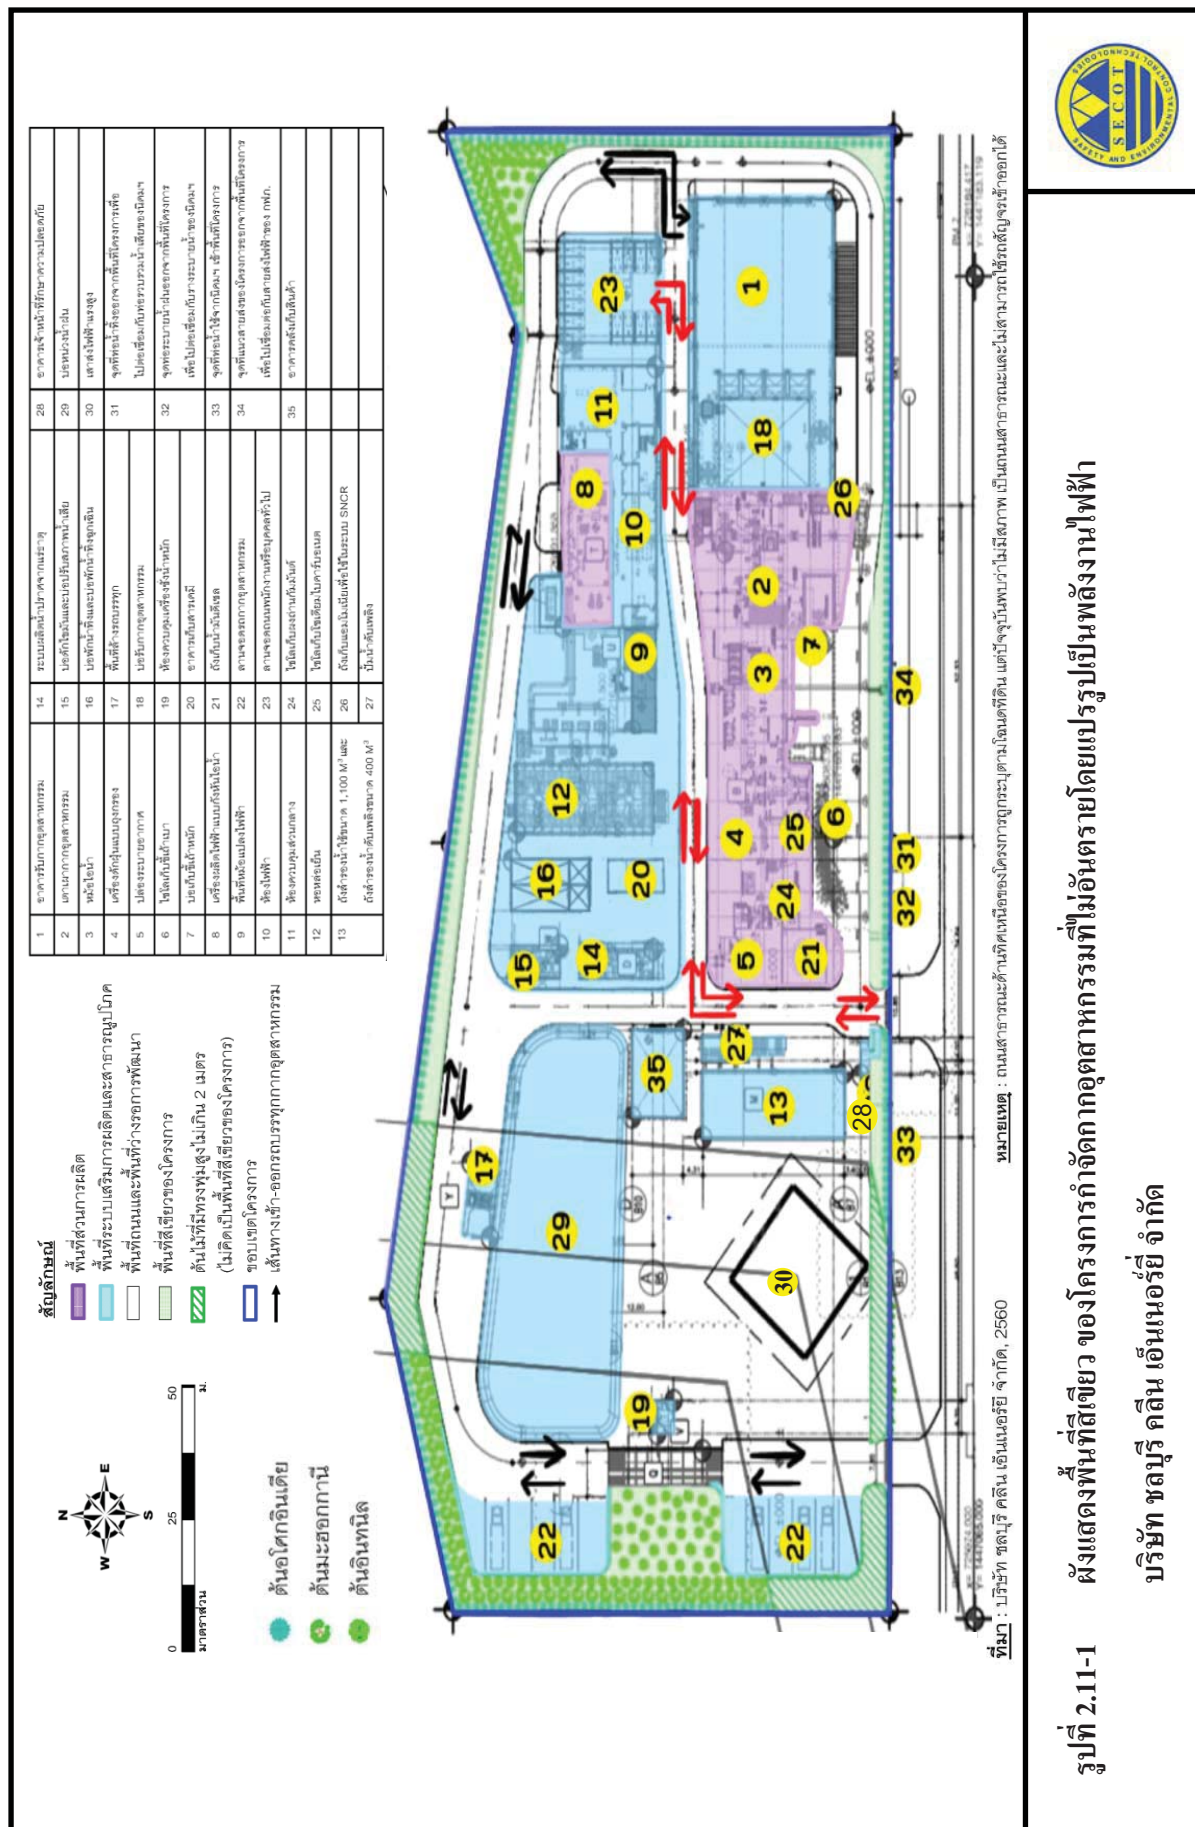 สัญลักษณ์
พื้นที่ส่วนการผลิต
พื้นที่ระบบเสริมการผลิตและสาธารณูปโภค
พื้นที่ถนนและพื้นที่ว่างรอการพัฒนา
พื้นที่สีเขียวของโครงการ
ต้นไม้ที่มีทรงพุ่มสูงไม่เกิน 2 เมตร
(ไม่คิดเป็นพื้นที่สีเขียวของโครงการ)
ขอบเขตโครงการ
เส้นทางเข้า-ออกรถบรรทุกกากอุตสาหกรรม
N
W E
S
0 25 50
มาตราส่วน ม.
ต้นอโศกอินเดีย
ต้นมะฮอกกานี
ต้นอินทนิล
1 อาคารรับกากอุตสาหกรรม
2 เตาเผากากอุตสาหกรรม
3 หม้อไอน้ำ
4 เครื่องดักฝุ่นแบบถุงกรอง
5 ปล่องระบายอากาศ
6 ไซโลเก็บขี้เถ้าเบา
7 บ่อเก็บขี้เถ้าหนัก
8 เครื่องผลิตไฟฟ้าแบบกังหันไอน้ำ
9 พื้นที่หม้อแปลงไฟฟ้า
10 ห้องไฟฟ้า
11 ห้องควบคุมส่วนกลาง
12 หอหล่อเย็น
13 ถังสำรองน้ำใช้ขนาด 1,100 M³ และ
ถังสำรองน้ำดับเพลิงขนาด 400 M³
14 ระบบผลิตน้ำปราศจากแร่ธาตุ
15 บ่อดักไขมันและบ่อปรับสภาพน้ำเสีย
16 บ่อพักน้ำทิ้งและบ่อพักน้ำทิ้งฉุกเฉิน
17 พื้นที่ล้างรถบรรทุก
18 บ่อรับกากอุตสาหกรรม
19 ห้องควบคุมเครื่องชั่งน้ำหนัก
20 อาคารเก็บสารเคมี
21 ถังเก็บน้ำมันดีเซล
22 ลานจอดรถกากอุตสาหกรรม
23 ลานจอดถนนพนักงานหรือบุคคลทั่วไป
24 ไซโลเก็บผงถ่านกัมมันต์
25 ไซโลเก็บโซเดียมไบคาร์บอเนต
26 ถังเก็บแอมโมเนียเพื่อใช้ในระบบ SNCR
27 ปั๊มน้ำดับเพลิง
28 อาคารเจ้าหน้าที่รักษาความปลอดภัย
29 บ่อหน่วงน้ำฝน
30 เสาส่งไฟฟ้าแรงสูง
31 จุดที่ท่อน้ำทิ้งออกจากพื้นที่โครงการเพื่อ
ไปต่อเชื่อมกับท่อรวบรวมน้ำเสียของนิคมฯ
32 จุดท่อระบายน้ำฝนออกจากพื้นที่โครงการ
เพื่อไปต่อเชื่อมกับรางระบายน้ำของนิคมฯ
33 จุดที่ท่อน้ำใช้จากนิคมฯ เข้าพื้นที่โครงการ
34 จุดที่แนวสายส่งของโครงการออกจากพื้นที่โครงการ
เพื่อไปเชื่อมต่อกับสายส่งไฟฟ้าของ กฟภ.
35 อาคารคลังเก็บสินค้า
22 22 19 29 30 17 35 13 27 28 33
15 14 16 20 12 9 10 8 11 23
5 21 24 4 25 6 3 7 2 26 18 1
32 31 34
ที่มา : บริษัท ชลบุรี คลีน เอ็นเนอร์ยี่ จำกัด, 2560
หมายเหตุ : ถนนสาธารณะด้านทิศเหนือของโครงการถูกระบุตามโฉนดที่ดิน แต่ปัจจุบันพบว่าไม่มีสภาพ เป็นถนนสาธารณะและไม่สามารถใช้รถสัญจรเข้าออกได้
รูปที่ 2.11-1 ผังแสดงพื้นที่สีเขียว ของโครงการกำจัดกากอุตสาหกรรมที่ไม่อันตรายโดยแปรรูปเป็นพลังงานไฟฟ้า
บริษัท ชลบุรี คลีน เอ็นเนอร์ยี่ จำกัด
SECOT
SAFETY AND ENVIRONMENTAL CONTROL TECHNOLOGIES